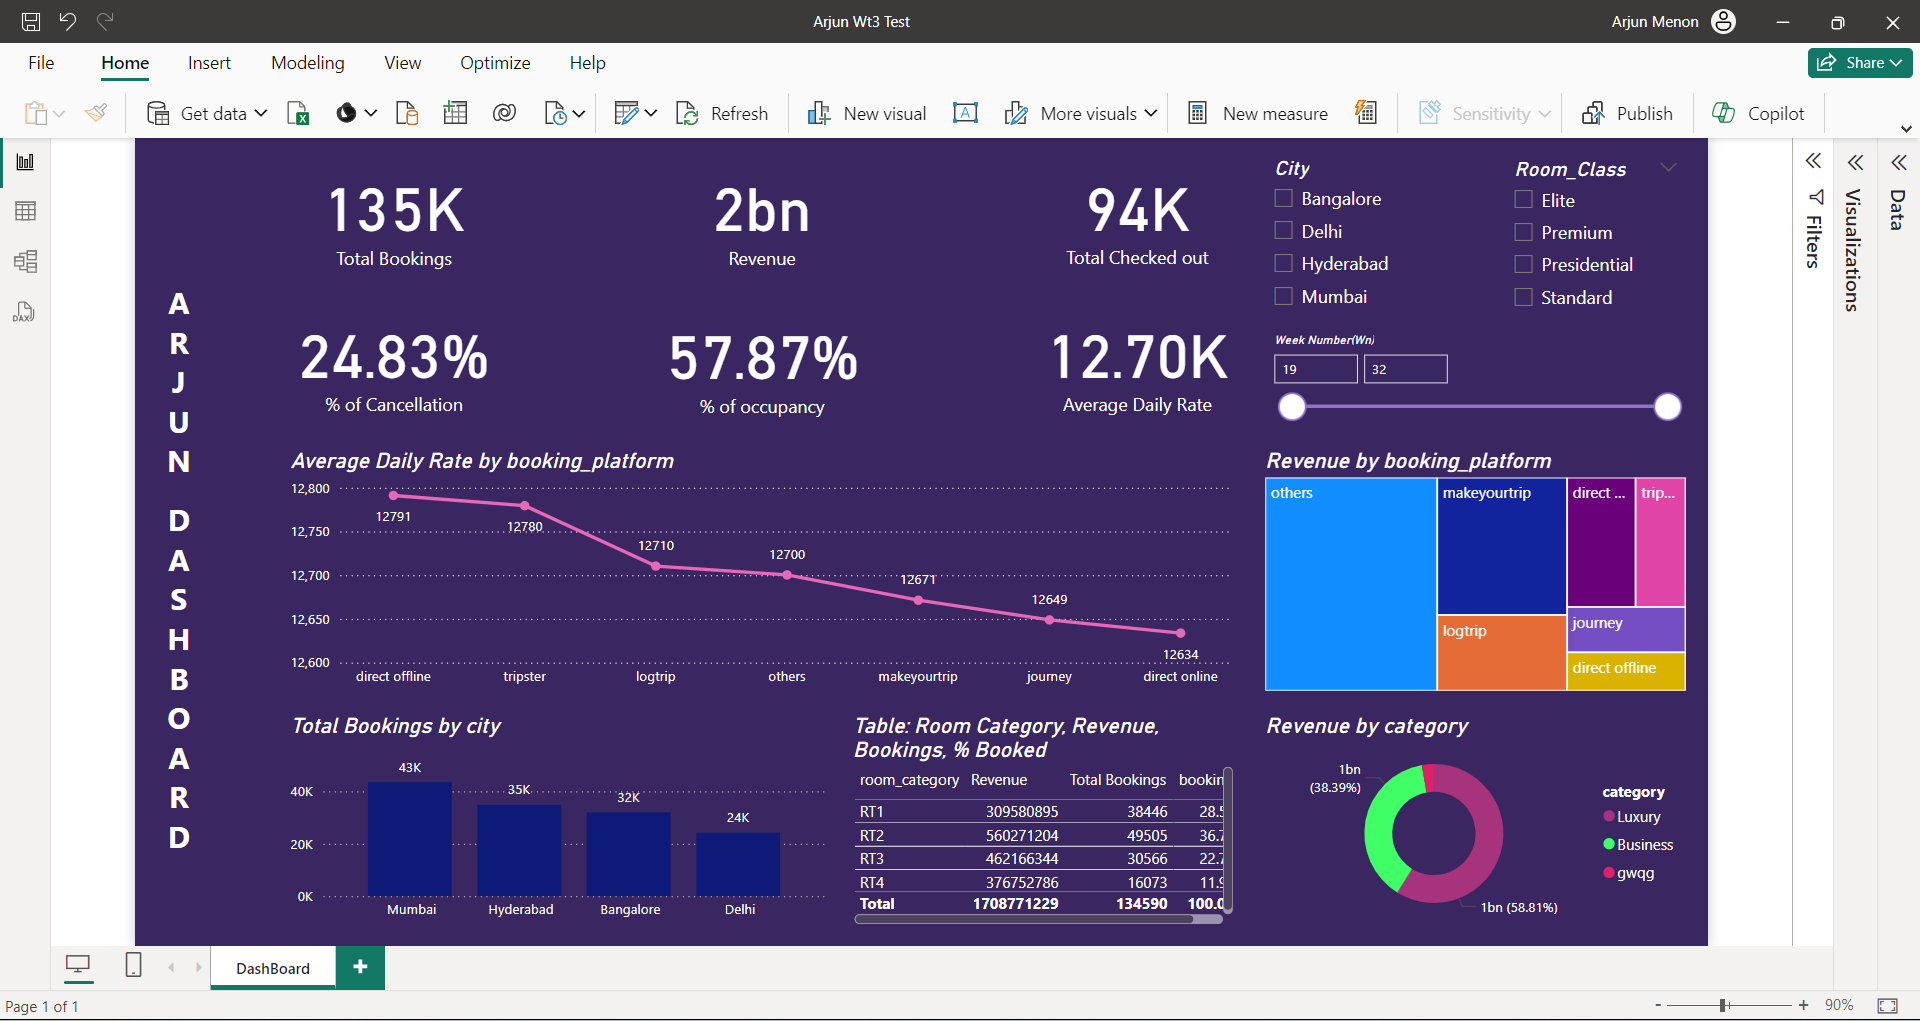 Arjun Wt3 Test
Arjun Menon
File
Home
Insert
Modeling
View
Optimize
Help
Share
Get data
Refresh
New visual
More visuals
New measure
Sensitivity
Publish
Copilot
135K
Total Bookings
2bn
Revenue
94K
Total Checked out
24.83%
% of Cancellation
57.87%
% of occupancy
12.70K
Average Daily Rate
City
Bangalore
Delhi
Hyderabad
Mumbai
Room_Class
Elite
Premium
Presidential
Standard
Week Number(Wn)
19
32
Filters
Visualizations
Data
ARJUN DASHBOARD
Average Daily Rate by booking_platform
12,800
12,750
12,700
12,650
12,600
12791
12780
12710
12700
12671
12649
12634
direct offline
tripster
logtrip
others
makeyourtrip
journey
direct online
Revenue by booking_platform
others
makeyourtrip
direct ...
trip...
logtrip
journey
direct offline
Total Bookings by city
40K
20K
0K
43K
35K
32K
24K
Mumbai
Hyderabad
Bangalore
Delhi
Table: Room Category, Revenue,
Bookings, % Booked
room_category Revenue Total Bookings bookin
RT1 309580895 38446 28.5
RT2 560271204 49505 36.7
RT3 462166344 30566 22.7
RT4 376752786 16073 11.9
Total 1708771229 134590 100.0
Revenue by category
1bn
(38.39%)
1bn (58.81%)
category
Luxury
Business
gwqg
DashBoard
Page 1 of 1
- + 90%
DAX